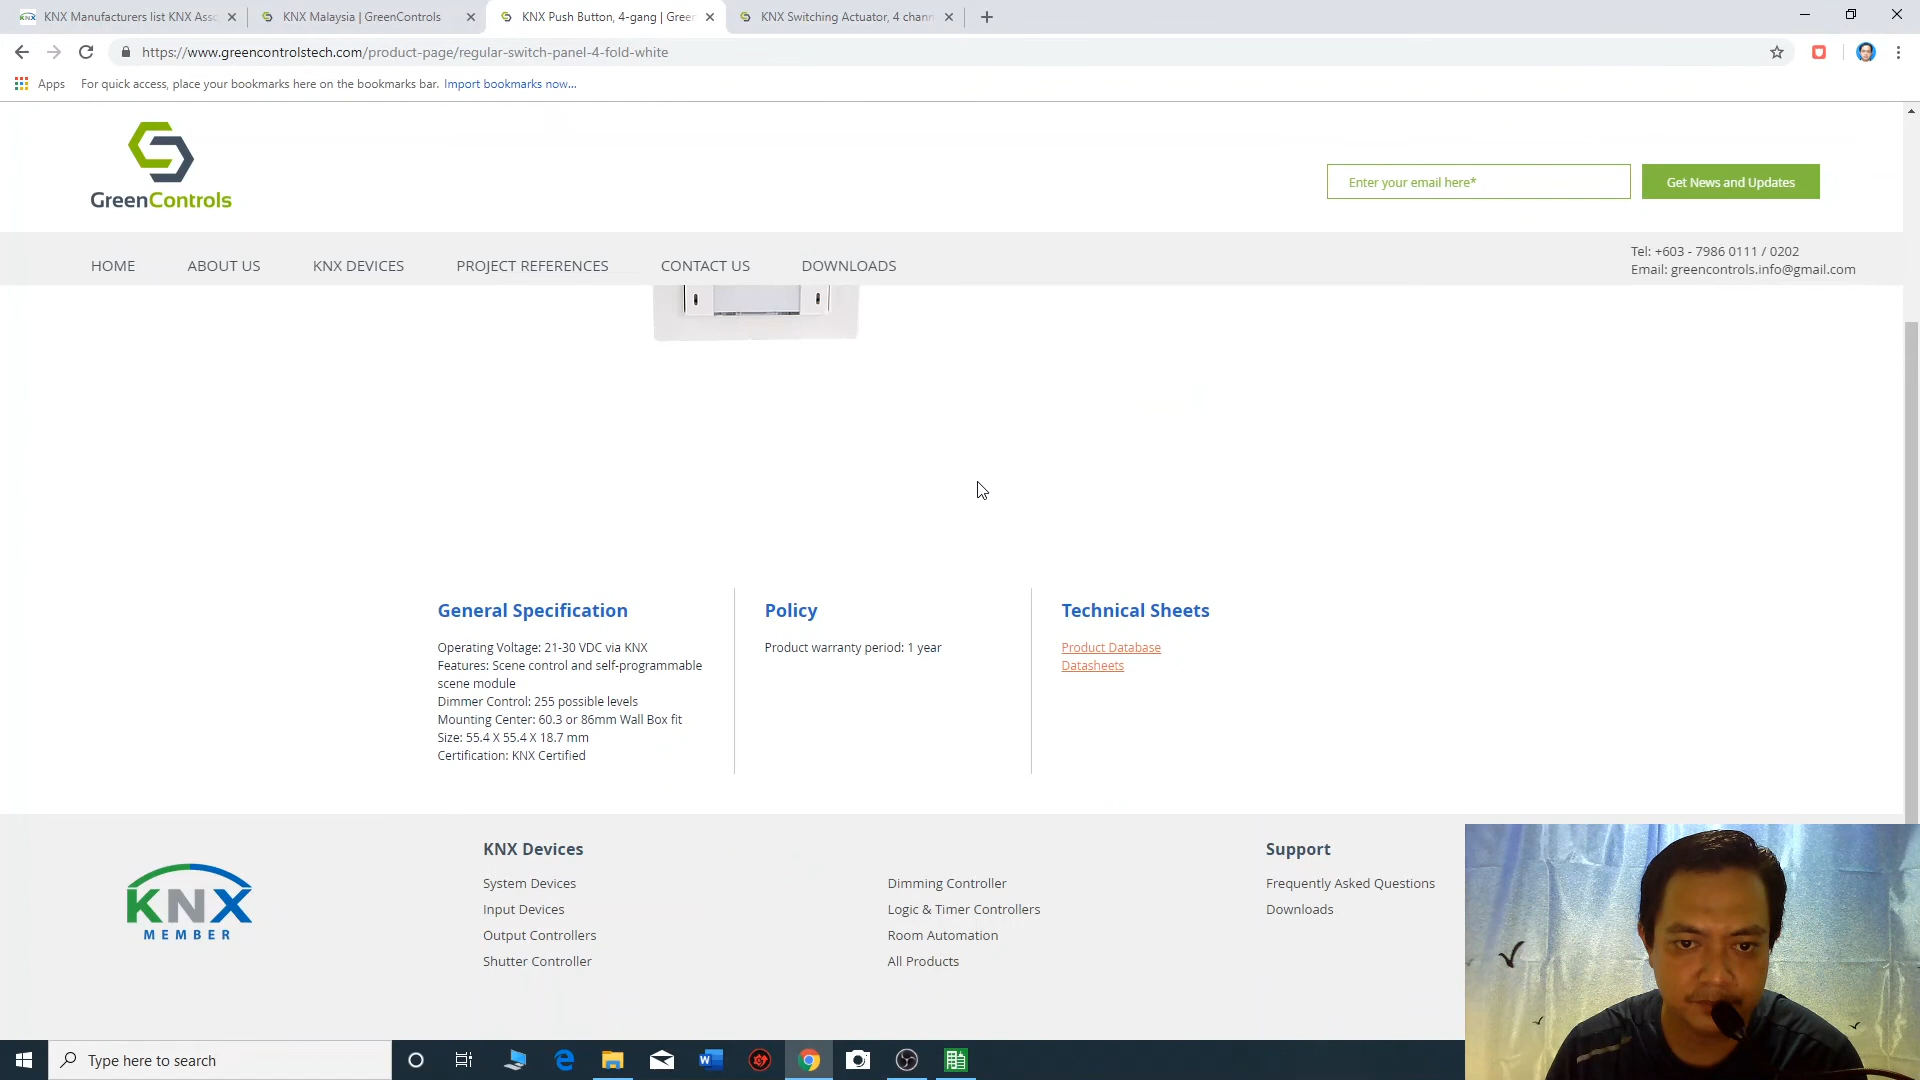 KNX Manufacturers list KNX Asso
KNX Malaysia | GreenControls
KNX Push Button, 4-gang | Green
KNX Switching Actuator, 4 chann
https://www.greencontrolstech.com/product-page/regular-switch-panel-4-fold-white
Apps
For quick access, place your bookmarks here on the bookmarks bar. Import bookmarks now...
GreenControls
Enter your email here*
Get News and Updates
HOME
ABOUT US
KNX DEVICES
PROJECT REFERENCES
CONTACT US
DOWNLOADS
Tel: +603 - 7986 0111 / 0202
Email: greencontrols.info@gmail.com
General Specification
Operating Voltage: 21-30 VDC via KNX
Features: Scene control and self-programmable
scene module
Dimmer Control: 255 possible levels
Mounting Center: 60.3 or 86mm Wall Box fit
Size: 55.4 X 55.4 X 18.7 mm
Certification: KNX Certified
Policy
Product warranty period: 1 year
Technical Sheets
Product Database
Datasheets
KNX
MEMBER
KNX Devices
System Devices
Input Devices
Output Controllers
Shutter Controller
Dimming Controller
Logic & Timer Controllers
Room Automation
All Products
Support
Frequently Asked Questions
Downloads
Type here to search